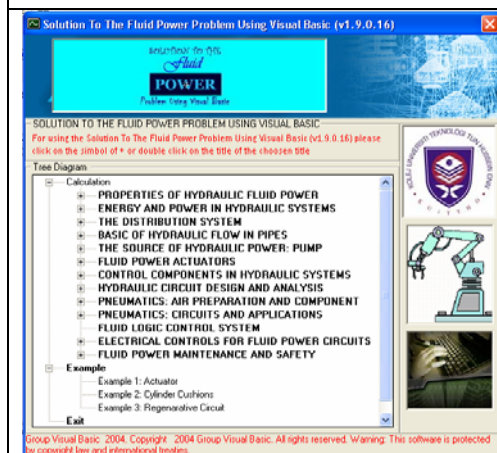 Solution To The Fluid Power Problem Using Visual Basic (v1.9.0.16)
SOLUTION TO THE
Fluid
POWER
Problem Using Visual Basic
SOLUTION TO THE FLUID POWER PROBLEM USING VISUAL BASIC
For using the Solution To The Fluid Power Problem Using Visual Basic (v1.9.0.16) please
click on the simbol of + or double click on the title of the choosen title
Tree Diagram
Calculation
PROPERTIES OF HYDRAULIC FLUID POWER
ENERGY AND POWER IN HYDRAULIC SYSTEMS
THE DISTRIBUTION SYSTEM
BASIC OF HYDRAULIC FLOW IN PIPES
THE SOURCE OF HYDRAULIC POWER: PUMP
FLUID POWER ACTUATORS
CONTROL COMPONENTS IN HYDRAULIC SYSTEMS
HYDRAULIC CIRCUIT DESIGN AND ANALYSIS
PNEUMATICS: AIR PREPARATION AND COMPONENT
PNEUMATICS: CIRCUITS AND APPLICATIONS
FLUID LOGIC CONTROL SYSTEM
ELECTRICAL CONTROLS FOR FLUID POWER CIRCUITS
FLUID POWER MAINTENANCE AND SAFETY
Example
Example 1: Actuator
Example 2: Cylinder Cushions
Example 3: Regenarative Circuit
Exit
KOLEJ UNIVERSITI TEKNOLOGI TUN HUSSEIN ONN
KUiTTHO
Group Visual Basic 2004. Copyright 2004 Group Visual Basic. All rights reserved. Warning: This software is protected
by copyright law and international treaties.